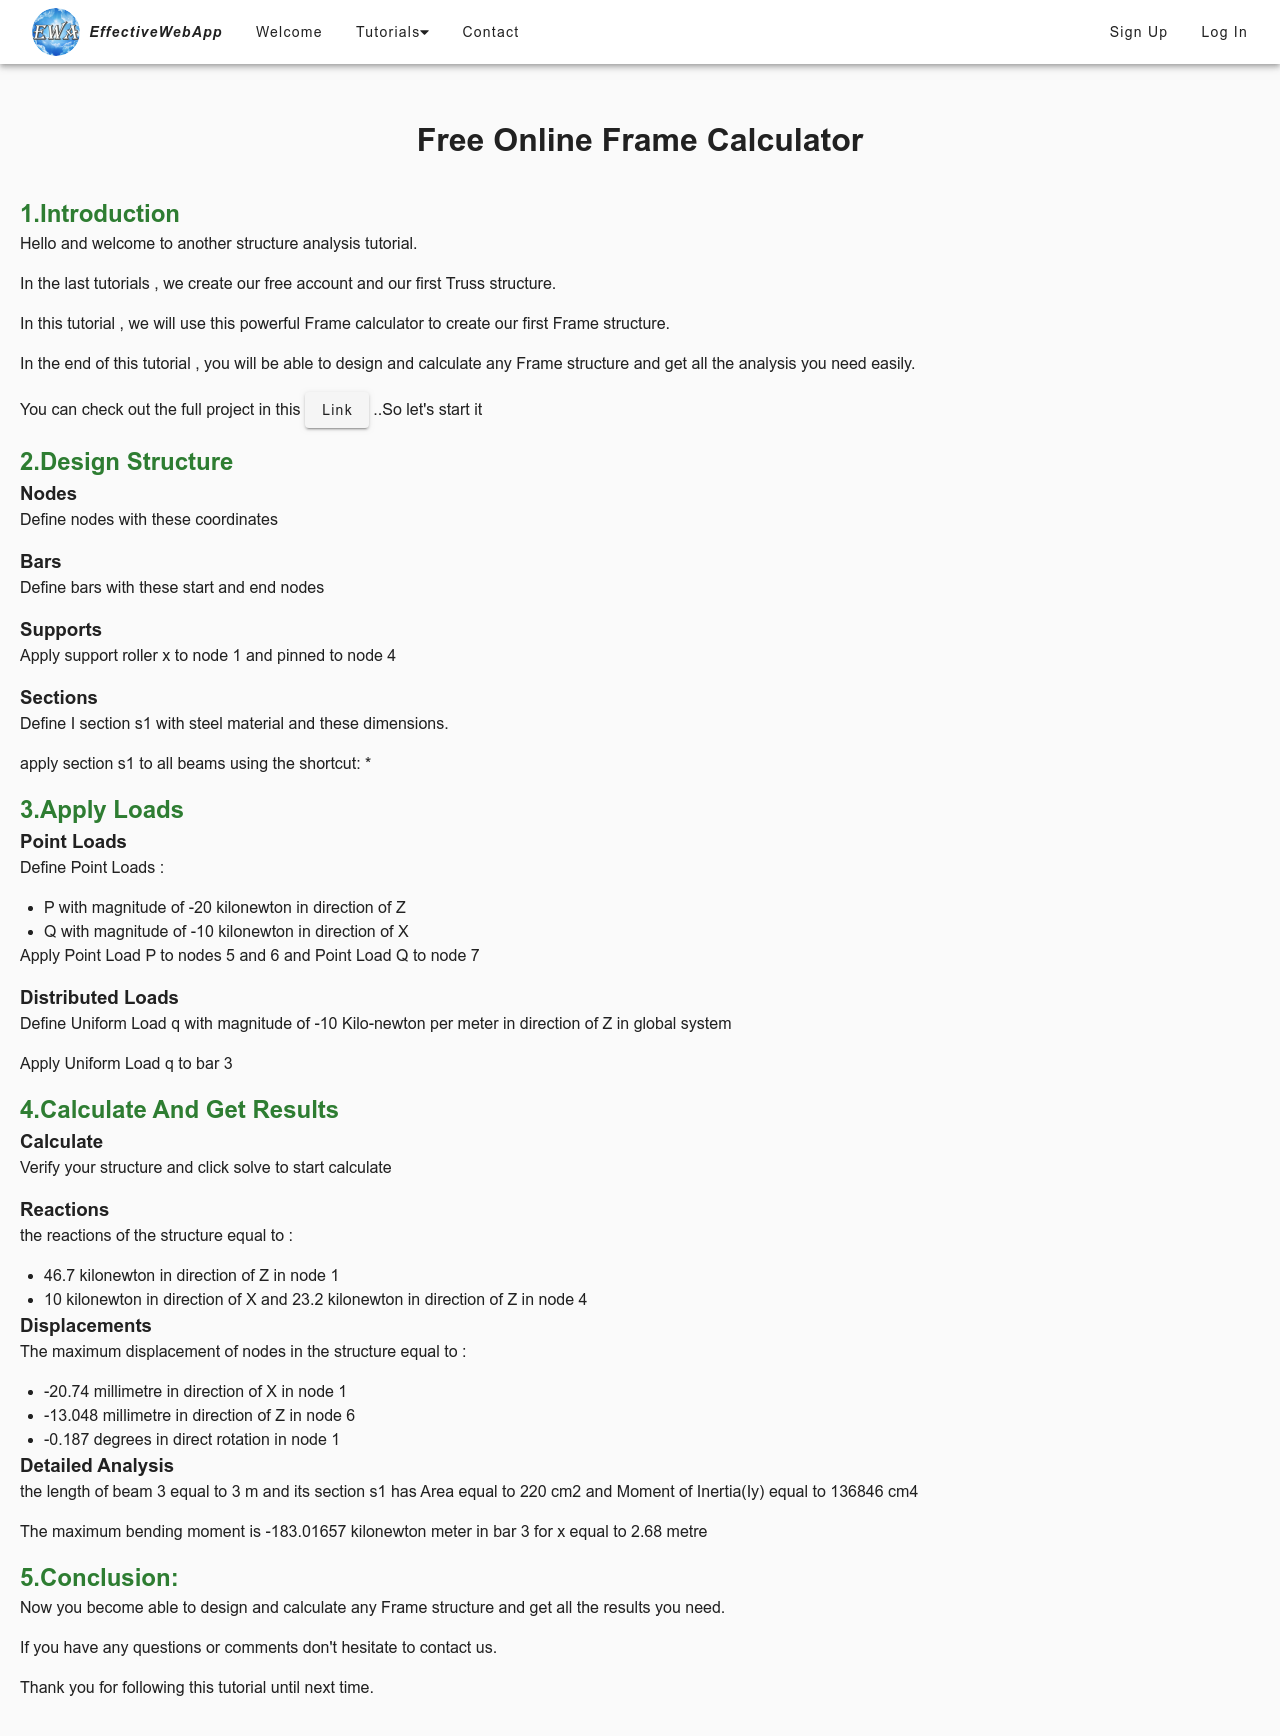 EWA EffectiveWebApp Welcome Tutorials Contact Sign Up Log In
Free Online Frame Calculator
1.Introduction
Hello and welcome to another structure analysis tutorial.
In the last tutorials , we create our free account and our first Truss structure.
In this tutorial , we will use this powerful Frame calculator to create our first Frame structure.
In the end of this tutorial , you will be able to design and calculate any Frame structure and get all the analysis you need easily.
You can check out the full project in this Link ..So let's start it
2.Design Structure
Nodes
Define nodes with these coordinates
Bars
Define bars with these start and end nodes
Supports
Apply support roller x to node 1 and pinned to node 4
Sections
Define I section s1 with steel material and these dimensions.
apply section s1 to all beams using the shortcut: *
3.Apply Loads
Point Loads
Define Point Loads :
• P with magnitude of -20 kilonewton in direction of Z
• Q with magnitude of -10 kilonewton in direction of X
Apply Point Load P to nodes 5 and 6 and Point Load Q to node 7
Distributed Loads
Define Uniform Load q with magnitude of -10 Kilo-newton per meter in direction of Z in global system
Apply Uniform Load q to bar 3
4.Calculate And Get Results
Calculate
Verify your structure and click solve to start calculate
Reactions
the reactions of the structure equal to :
• 46.7 kilonewton in direction of Z in node 1
• 10 kilonewton in direction of X and 23.2 kilonewton in direction of Z in node 4
Displacements
The maximum displacement of nodes in the structure equal to :
• -20.74 millimetre in direction of X in node 1
• -13.048 millimetre in direction of Z in node 6
• -0.187 degrees in direct rotation in node 1
Detailed Analysis
the length of beam 3 equal to 3 m and its section s1 has Area equal to 220 cm2 and Moment of Inertia(Iy) equal to 136846 cm4
The maximum bending moment is -183.01657 kilonewton meter in bar 3 for x equal to 2.68 metre
5.Conclusion:
Now you become able to design and calculate any Frame structure and get all the results you need.
If you have any questions or comments don't hesitate to contact us.
Thank you for following this tutorial until next time.